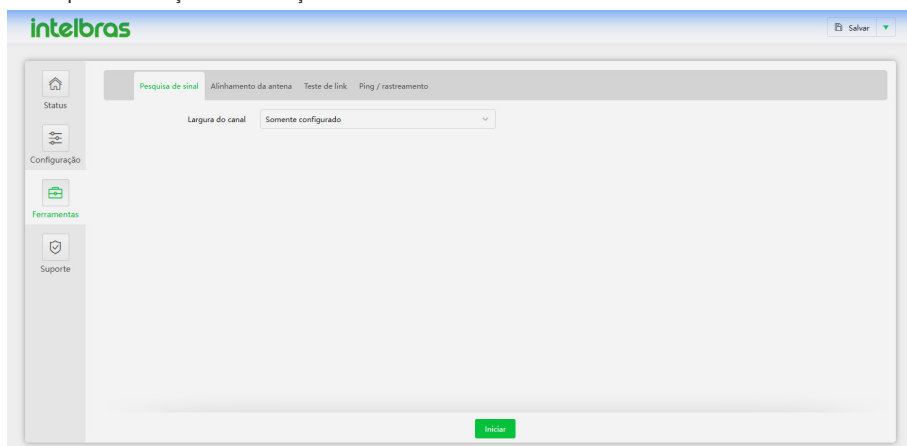 intelbras
Salvar
Status
Configuração
Ferramentas
Suporte
Pesquisa de sinal Alinhamento da antena Teste de link Ping / rastreamento
Largura do canal Somente configurado
Iniciar